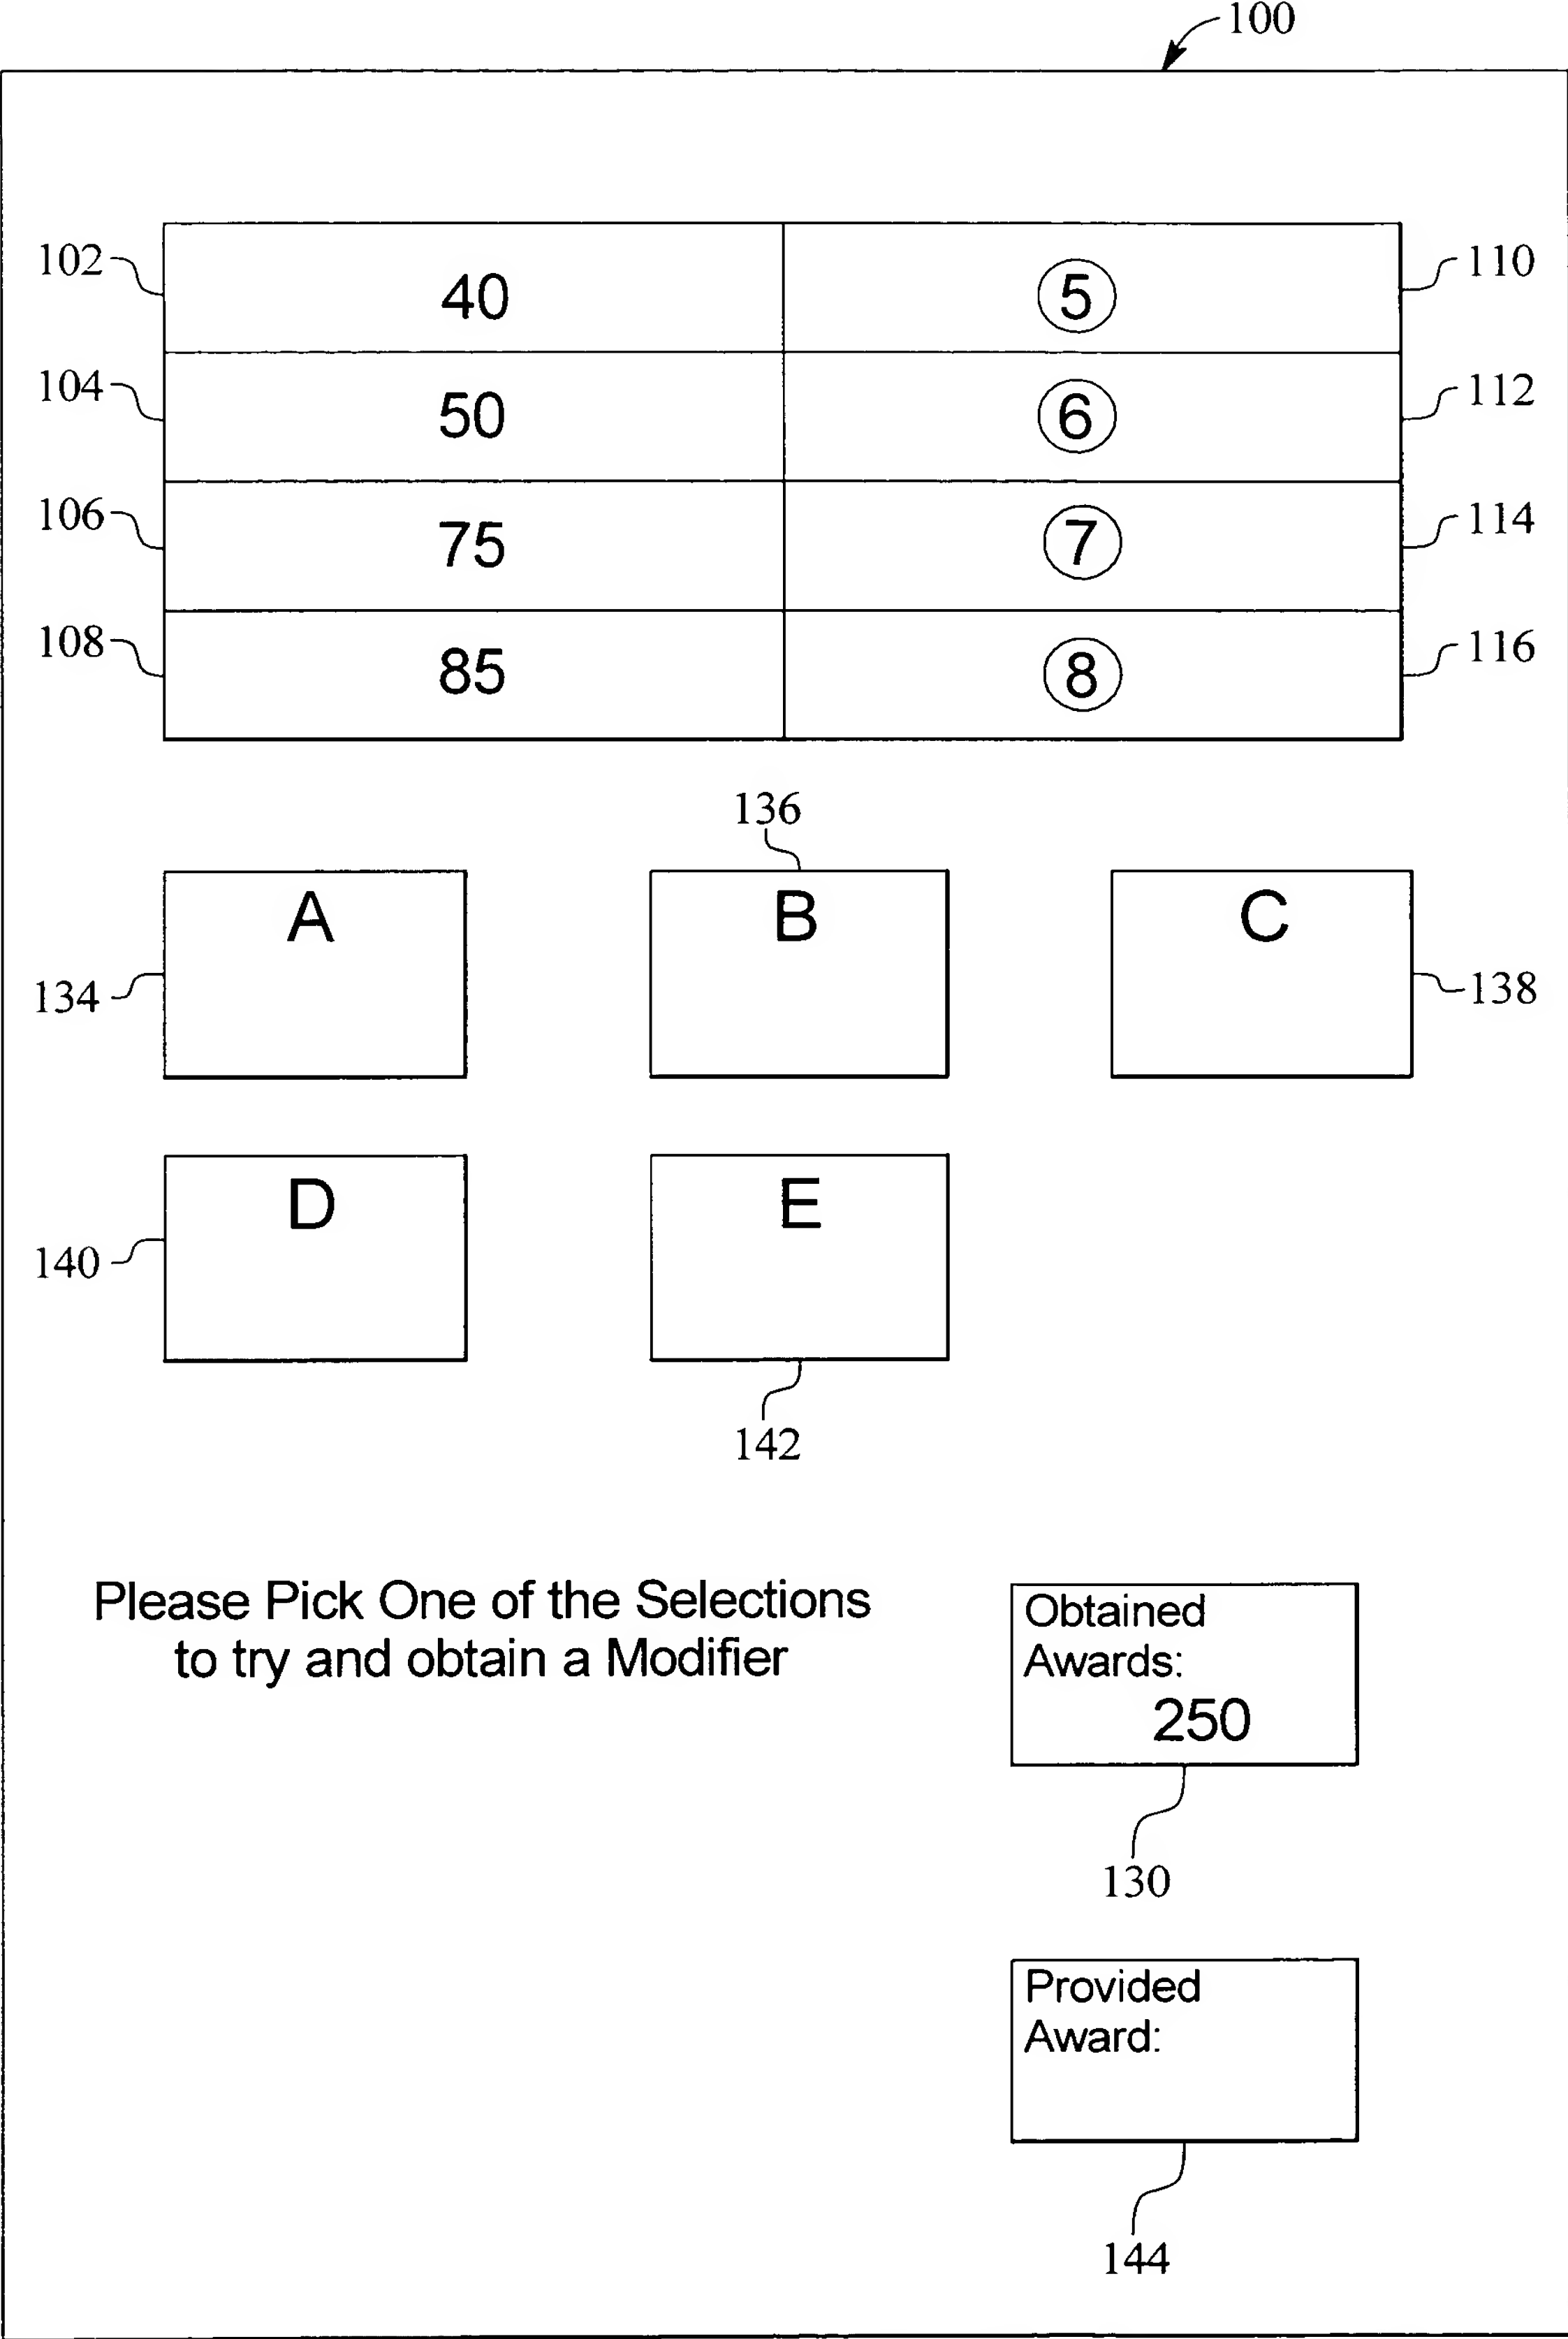 100
102 40 5 110
104 50 6 112
106 75 7 114
108 85 8 116
136
A B C
134 138
D E
140
142
Please Pick One of the Selections
to try and obtain a Modifier
Obtained
Awards:
250
130
Provided
Award:
144